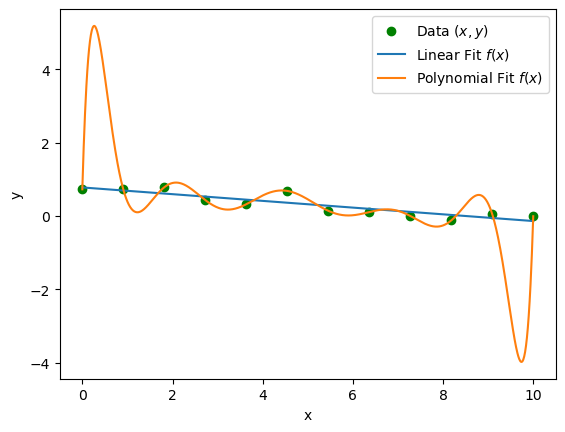 Data (x, y)
Linear Fit f(x)
Polynomial Fit f(x)
4
2
0
−2
−4
y
0 2 4 6 8 10
x